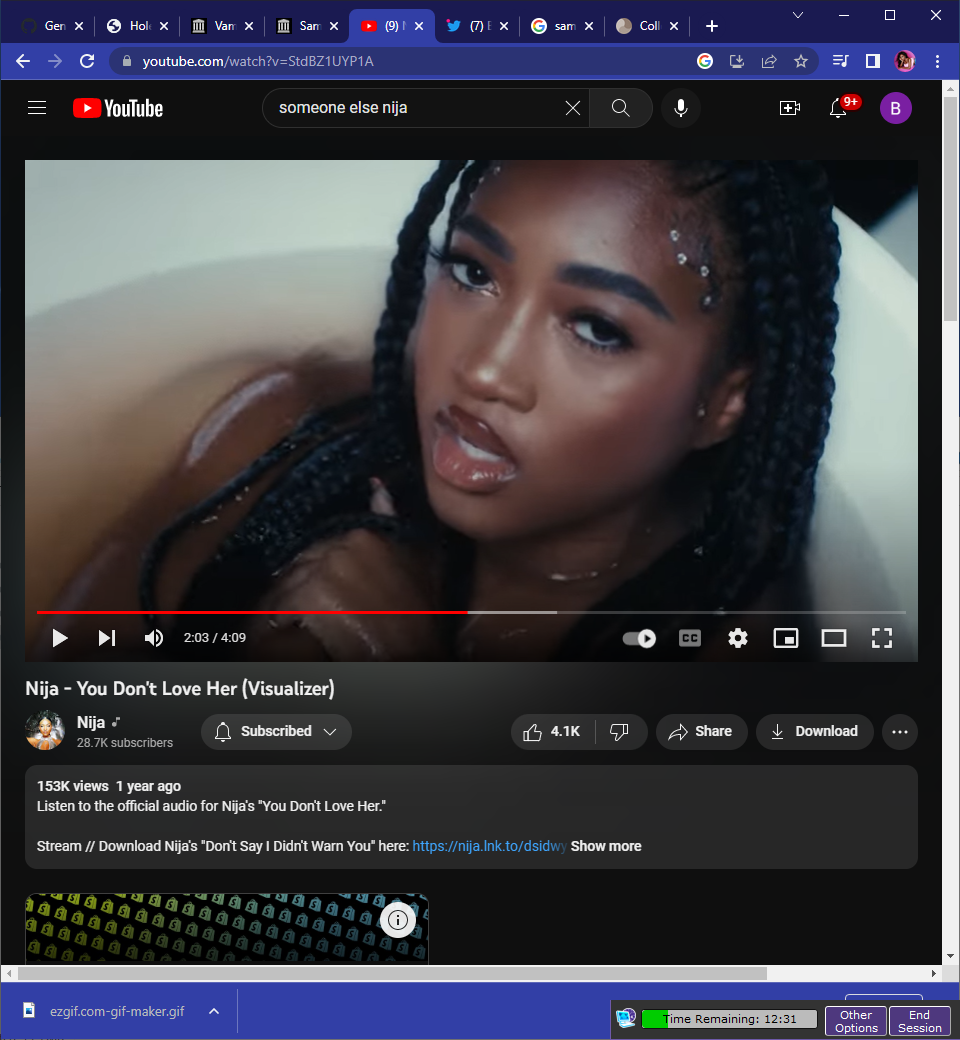 Gen
Hole
Vam
Sam
(9) N
(7) E
sam
Coll
youtube.com/watch?v=StdBZ1UYP1A
YouTube
someone else nija
9+
B
2:03 / 4:09
CC
Nija - You Don't Love Her (Visualizer)
Nija
28.7K subscribers
Subscribed
4.1K
Share
Download
153K views 1 year ago
Listen to the official audio for Nija's "You Don't Love Her."
Stream // Download Nija's "Don't Say I Didn't Warn You" here: https://nija.lnk.to/dsidwy Show more
ezgif.com-gif-maker.gif
Time Remaining: 12:31
Other
Options
End
Session